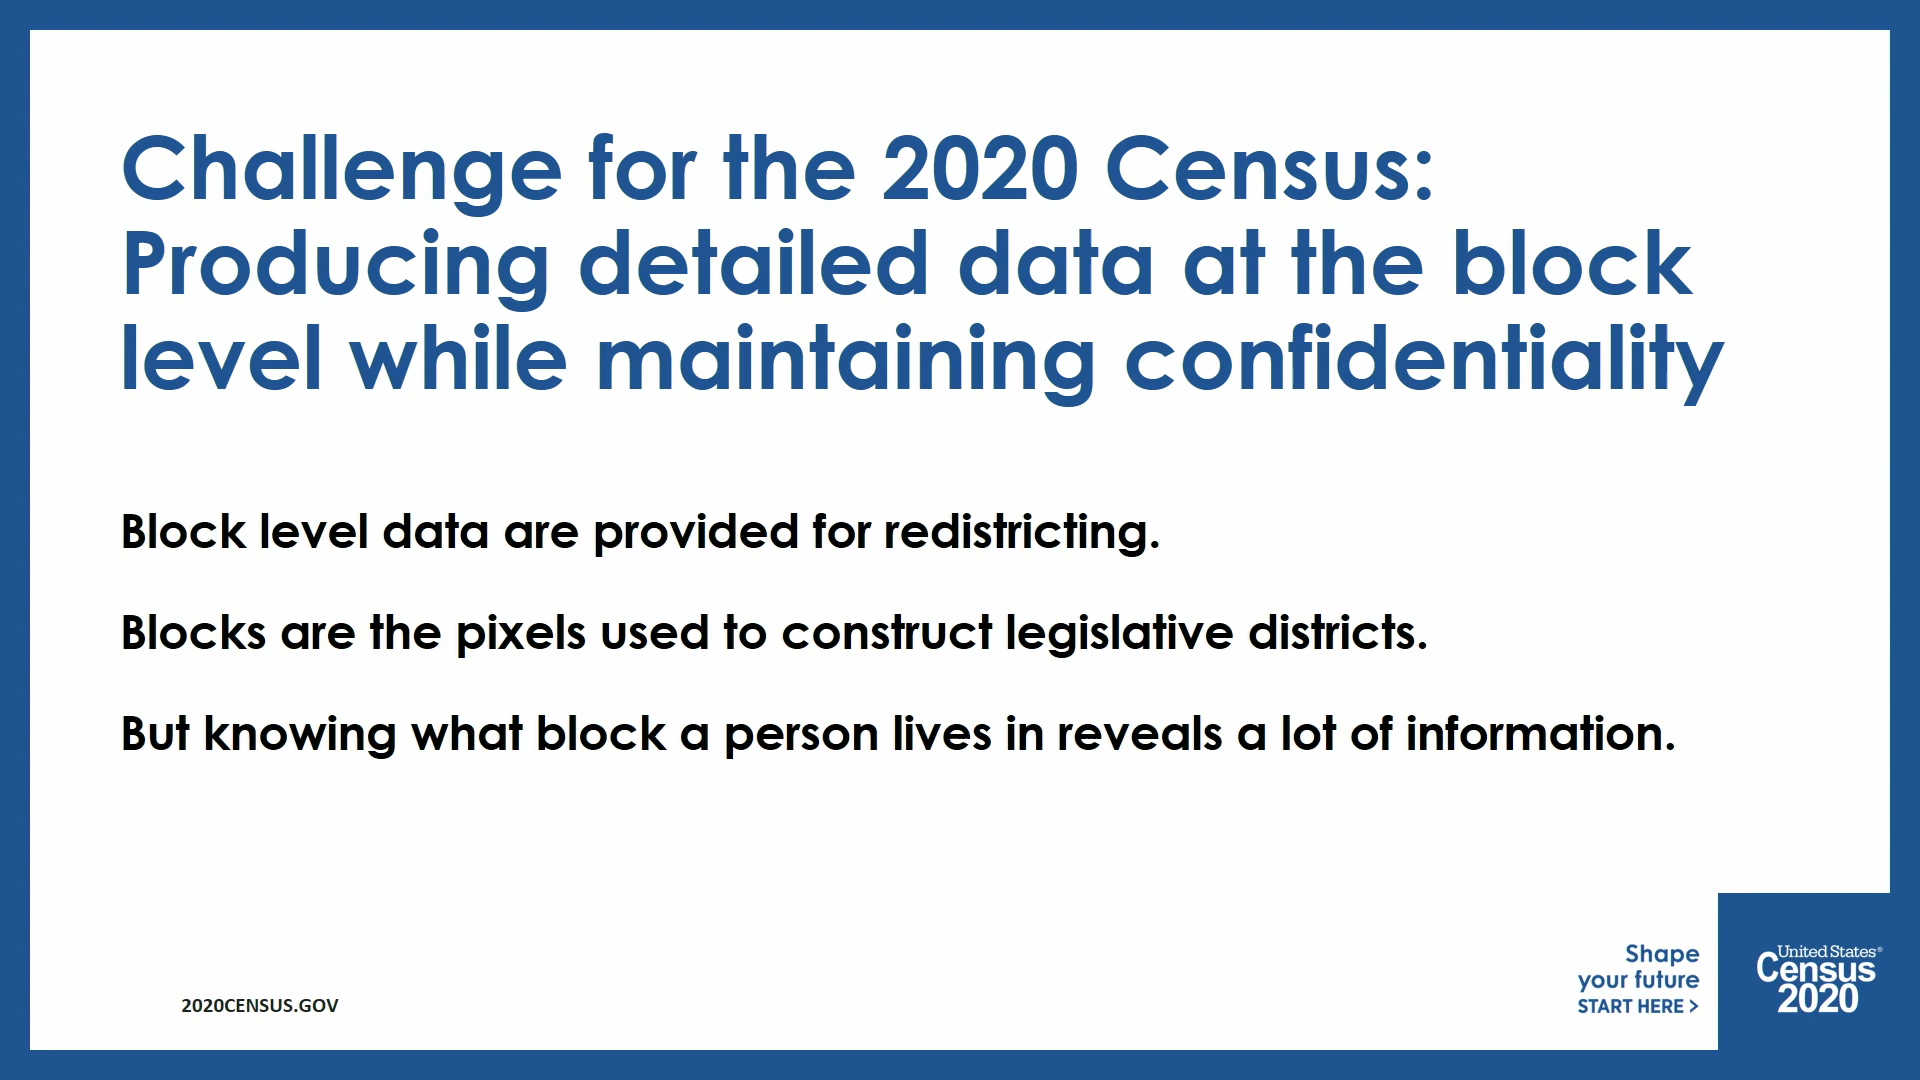 Challenge for the 2020 Census:
Producing detailed data at the block
level while maintaining confidentiality
Block level data are provided for redistricting.
Blocks are the pixels used to construct legislative districts.
But knowing what block a person lives in reveals a lot of information.
2020CENSUS.GOV
Shape
your future
START HERE >
United States®
Census
2020